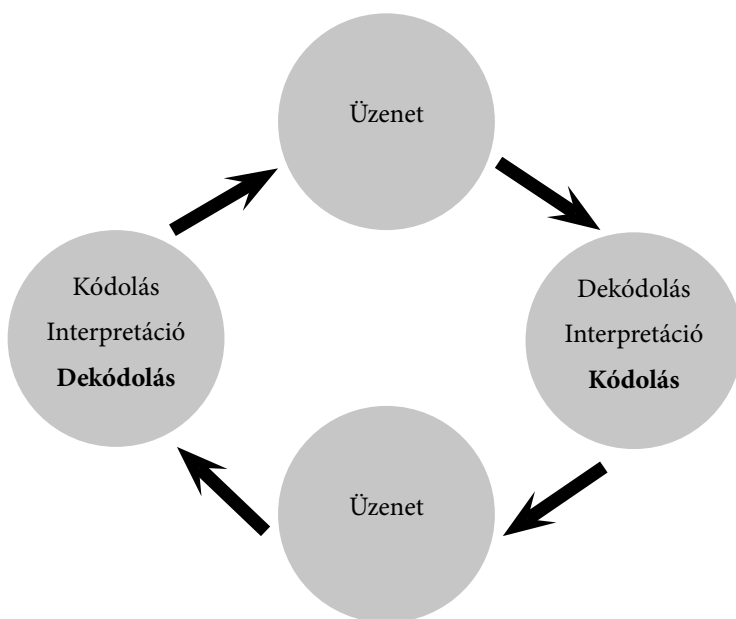 Üzenet
Kódolás
Interpretáció
Dekódolás
Dekódolás
Interpretáció
Kódolás
Üzenet